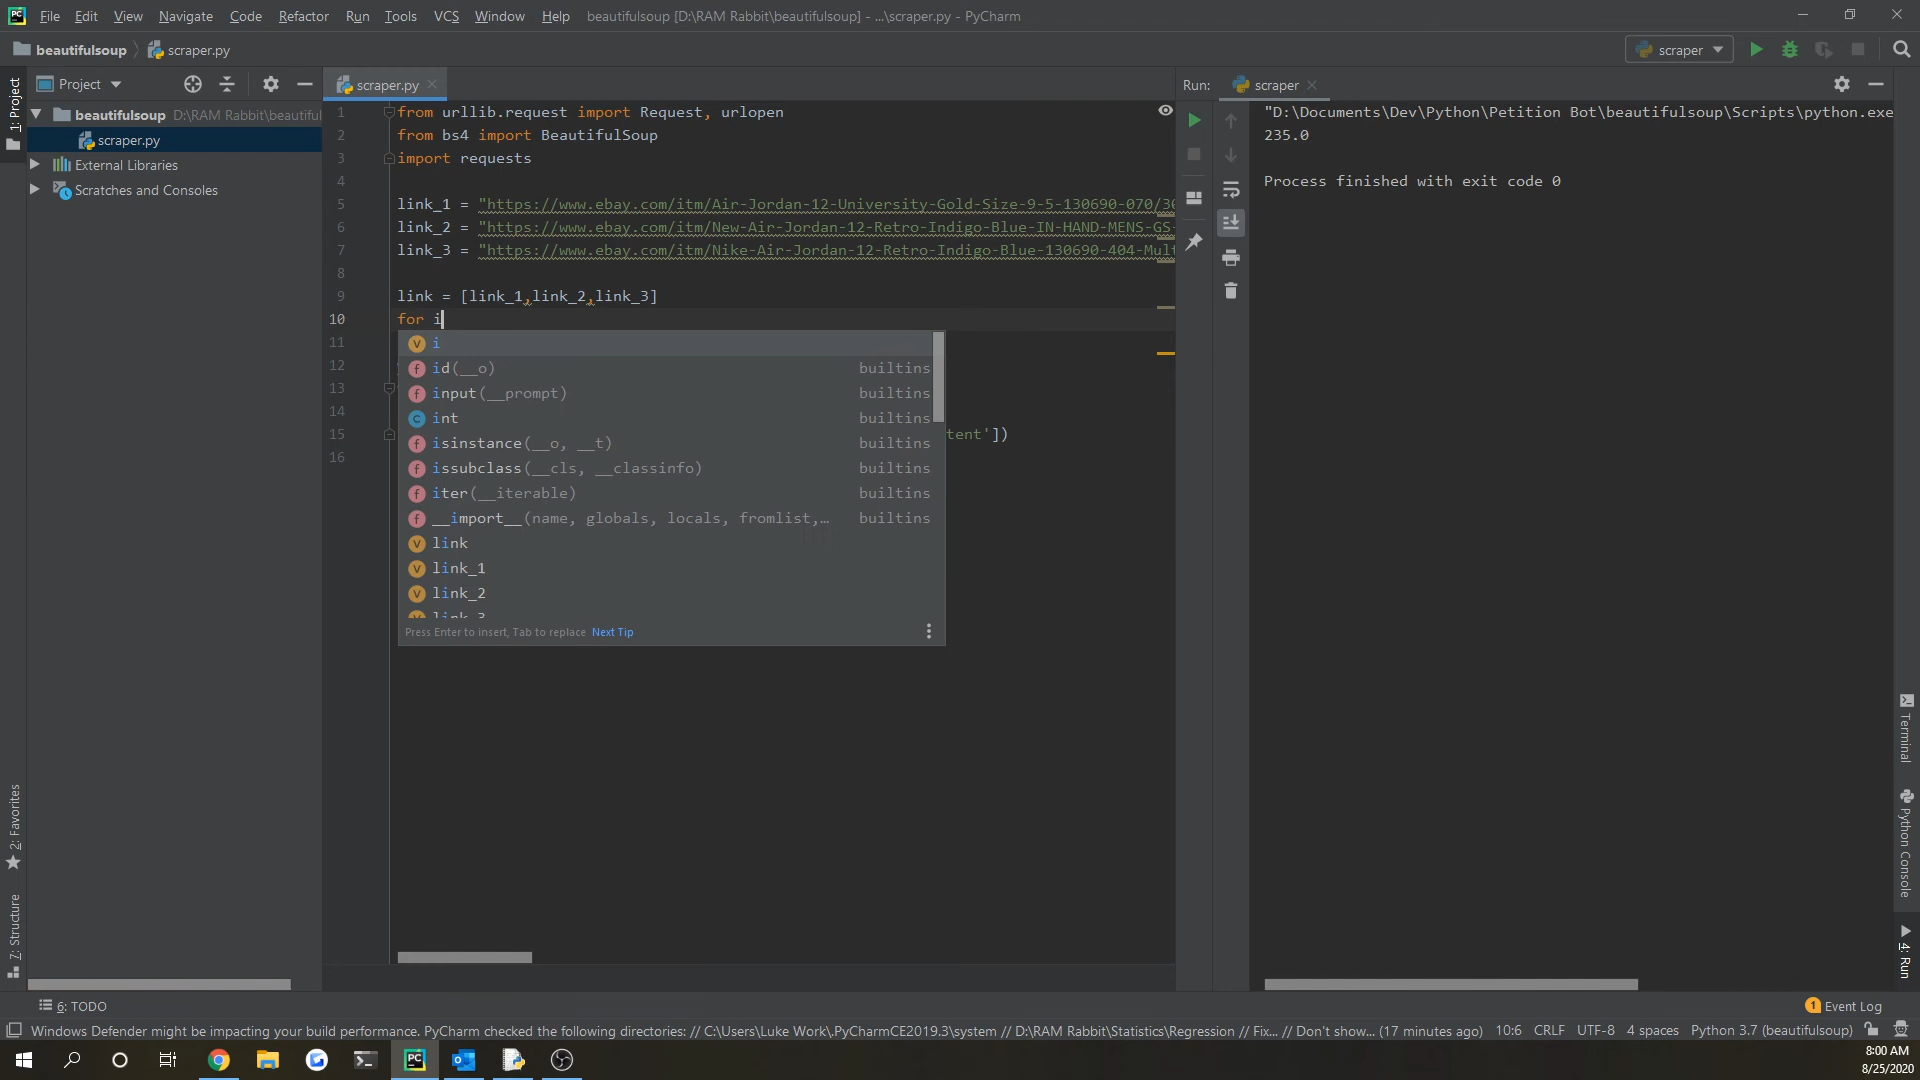 File Edit View Navigate Code Refactor Run Tools VCS Window Help beautifulsoup [D:\RAM Rabbit\beautifulsoup] - ...\scraper.py - PyCharm
beautifulsoup scraper.py scraper
1: Project
Project
scraper.py
Run: scraper
beautifulsoup D:\RAM Rabbit\beautiful
scraper.py
External Libraries
Scratches and Consoles
1 from urllib.request import Request, urlopen
2 from bs4 import BeautifulSoup
3 import requests
4
5 link_1 = "https://www.ebay.com/itm/Air-Jordan-12-University-Gold-Size-9-5-130690-070/30
6 link_2 = "https://www.ebay.com/itm/New-Air-Jordan-12-Retro-Indigo-Blue-IN-HAND-MENS-GS-
7 link_3 = "https://www.ebay.com/itm/Nike-Air-Jordan-12-Retro-Indigo-Blue-130690-404-Mult
8
9 link = [link_1,link_2,link_3]
10 for i
11
12
13
14
15 tent'])
16
i
id(__o) builtins
input(__prompt) builtins
int builtins
isinstance(__o, __t) builtins
issubclass(__cls, __classinfo) builtins
iter(__iterable) builtins
__import__(name, globals, locals, fromlist,… builtins
link
link_1
link_2
link_3
Press Enter to insert, Tab to replace Next Tip
"D:\Documents\Dev\Python\Petition Bot\beautifulsoup\Scripts\python.exe
235.0
Process finished with exit code 0
2: Favorites
7: Structure
Terminal
Python Console
4: Run
6: TODO
1 Event Log
Windows Defender might be impacting your build performance. PyCharm checked the following directories: // C:\Users\Luke Work\.PyCharmCE2019.3\system // D:\RAM Rabbit\Statistics\Regression // Fix... // Don't show... (17 minutes ago) 10:6 CRLF UTF-8 4 spaces Python 3.7 (beautifulsoup)
8:00 AM
8/25/2020